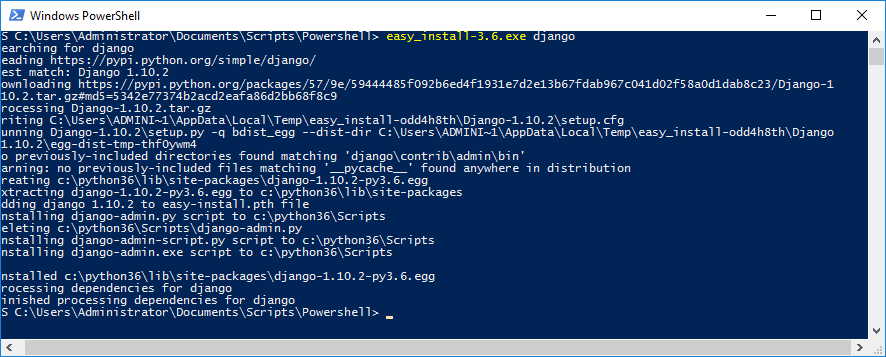 Windows PowerShell
S C:\Users\Administrator\Documents\Scripts\Powershell> easy_install-3.6.exe django
earching for django
eading https://pypi.python.org/simple/django/
est match: Django 1.10.2
ownloading https://pypi.python.org/packages/57/9e/59444485f092b6ed4f1931e7d2e13b67fdab967c041d02f58a0d1dab8c23/Django-1
10.2.tar.gz#md5=5342e77374b2acd2eafa86d2bb68f8c9
rocessing Django-1.10.2.tar.gz
riting C:\Users\ADMINI~1\AppData\Local\Temp\easy_install-odd4h8th\Django-1.10.2\setup.cfg
unning Django-1.10.2\setup.py -q bdist_egg --dist-dir C:\Users\ADMINI~1\AppData\Local\Temp\easy_install-odd4h8th\Django
1.10.2\egg-dist-tmp-thf0ywm4
o previously-included directories found matching 'django\contrib\admin\bin'
arning: no previously-included files matching '__pycache__' found anywhere in distribution
reating c:\python36\lib\site-packages\django-1.10.2-py3.6.egg
xtracting django-1.10.2-py3.6.egg to c:\python36\lib\site-packages
dding django 1.10.2 to easy-install.pth file
nstalling django-admin.py script to c:\python36\Scripts
eleting c:\python36\Scripts\django-admin.py
nstalling django-admin-script.py script to c:\python36\Scripts
nstalling django-admin.exe script to c:\python36\Scripts
nstalled c:\python36\lib\site-packages\django-1.10.2-py3.6.egg
rocessing dependencies for django
inished processing dependencies for django
S C:\Users\Administrator\Documents\Scripts\Powershell>